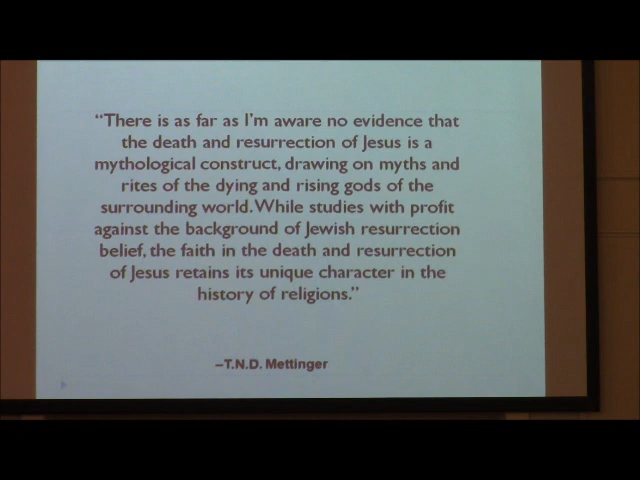 “There is as far as I’m aware no evidence that
the death and resurrection of Jesus is a
mythological construct, drawing on myths and
rites of the dying and rising gods of the
surrounding world. While studies with profit
against the background of Jewish resurrection
belief, the faith in the death and resurrection
of Jesus retains its unique character in the
history of religions.”
–T.N.D. Mettinger